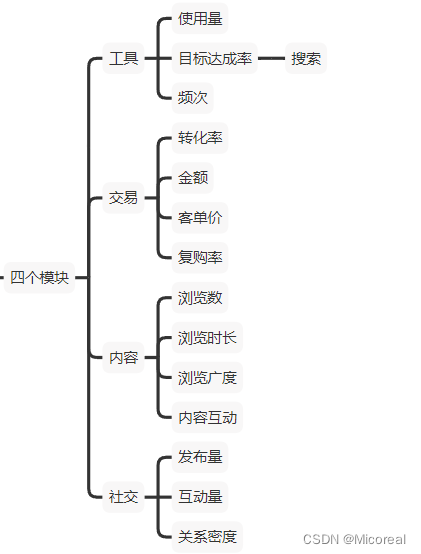 四个模块
工具
使用量
目标达成率
搜索
频次
交易
转化率
金额
客单价
复购率
内容
浏览数
浏览时长
浏览广度
内容互动
社交
发布量
互动量
关系密度
CSDN @Micoreal